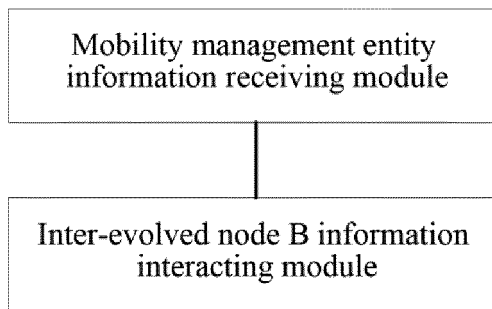 Mobility management entity
information receiving module
Inter-evolved node B information
interacting module